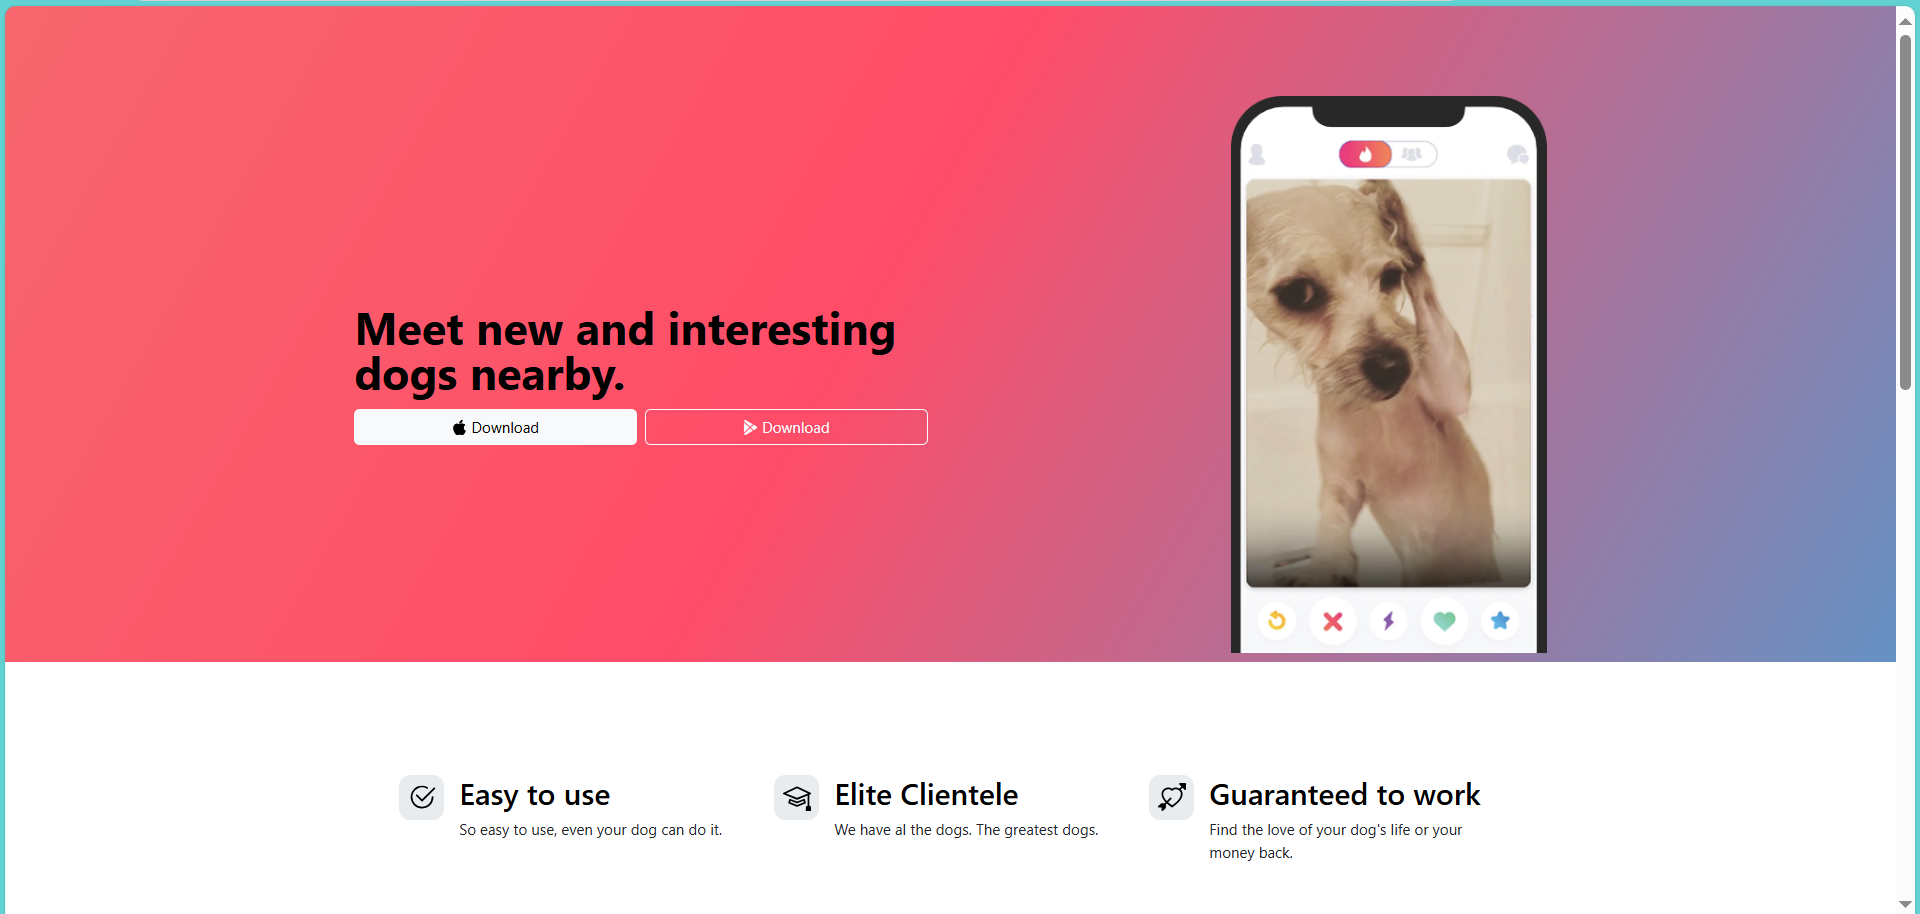 Meet new and interesting
dogs nearby.
Download
Download
Easy to use
So easy to use, even your dog can do it.
Elite Clientele
We have al the dogs. The greatest dogs.
Guaranteed to work
Find the love of your dog's life or your
money back.